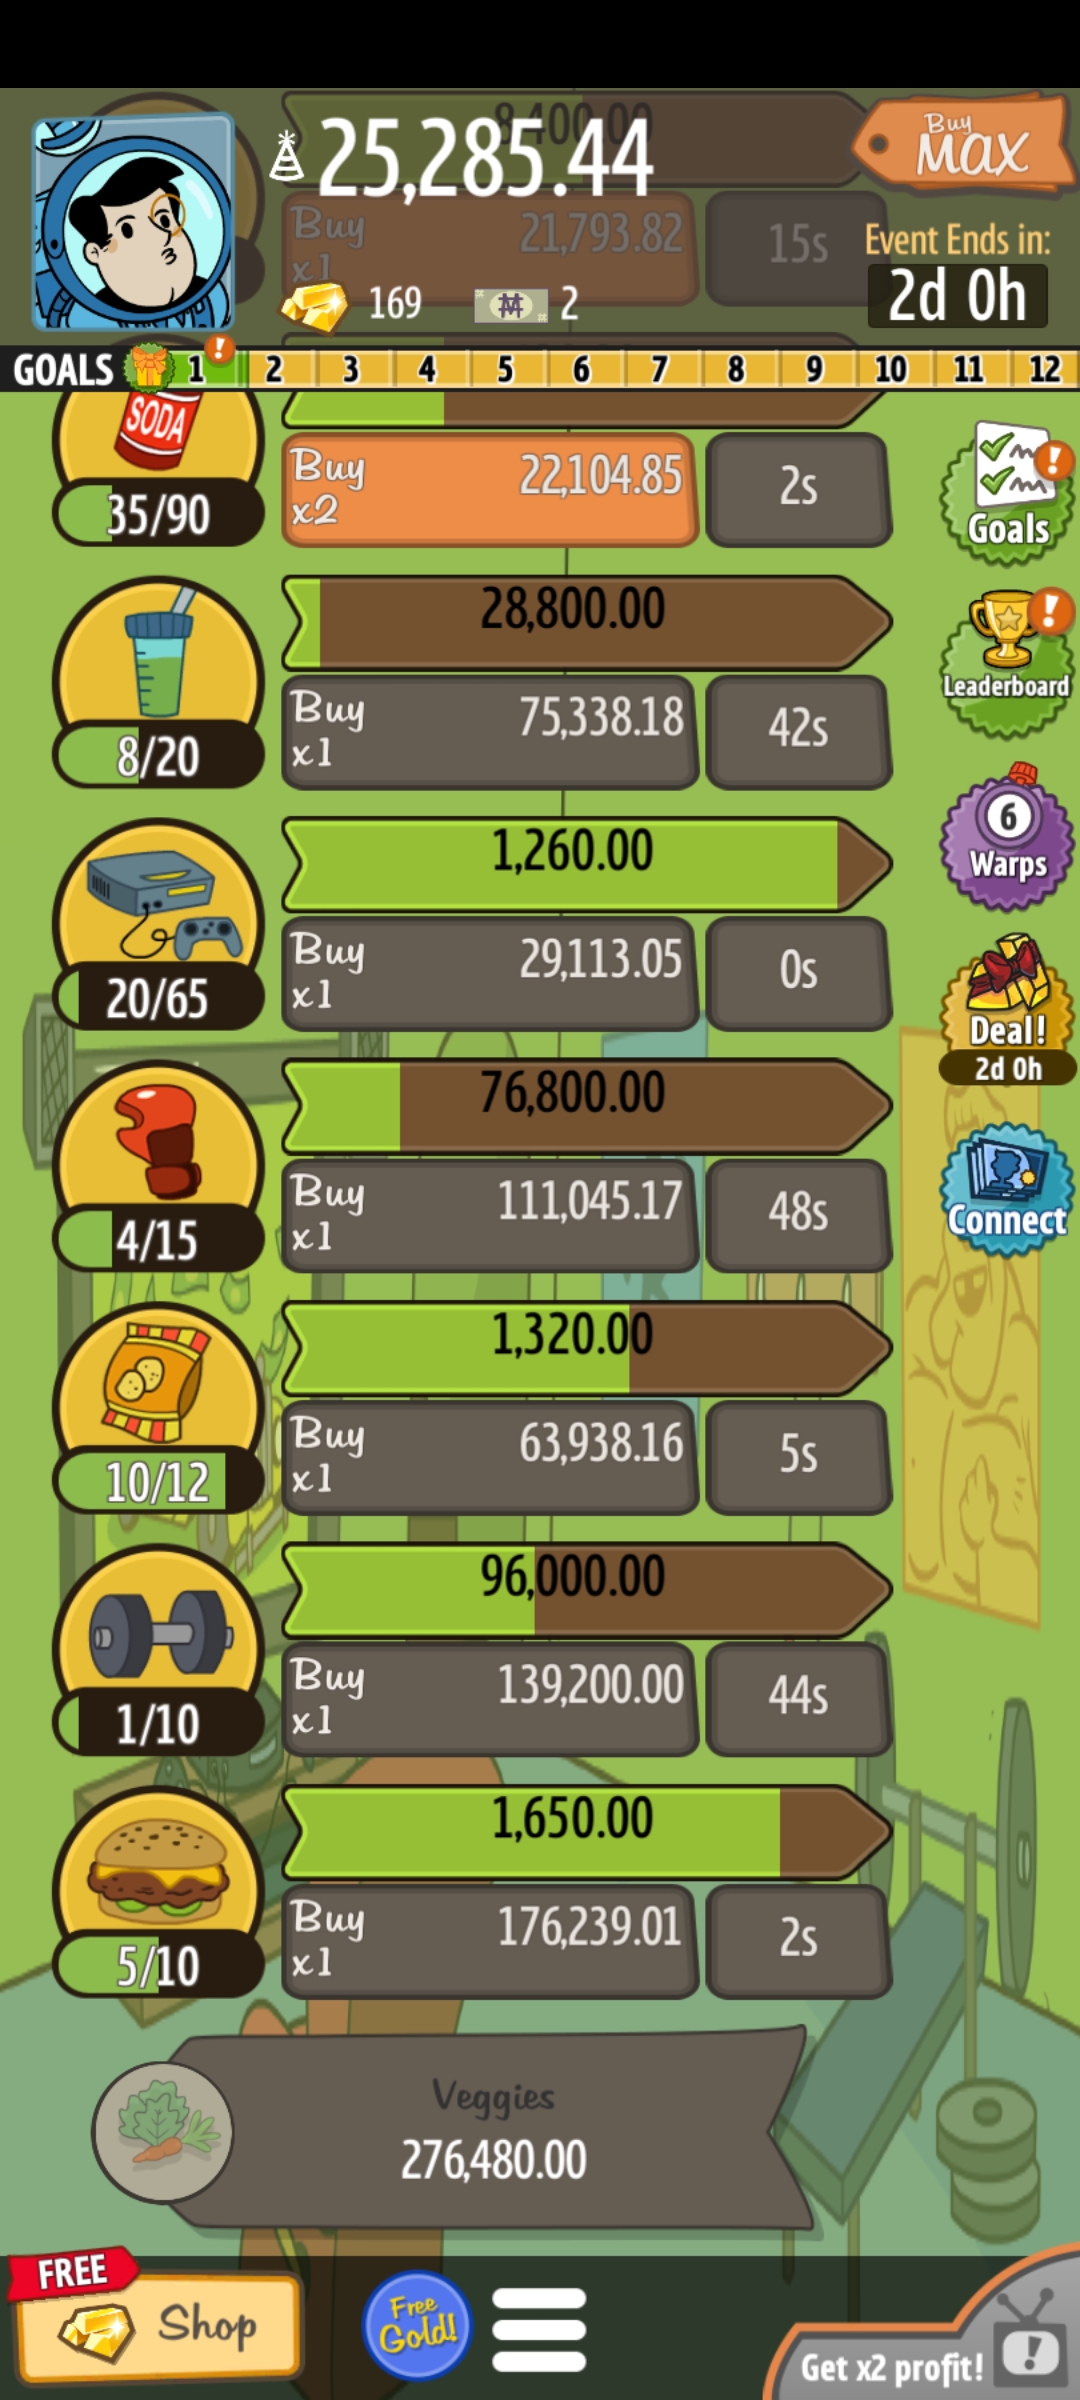 8,400.00
25,285.44
Buy
MAX
Buy
x1
21,793.82
15s
Event Ends in:
2d 0h
169
2
GOALS 1 ! 2 3 4 5 6 7 8 9 10 11 12
SODA
35/90
Buy
x2
22,104.85
2s
!
Goals
28,800.00
8/20
Buy
x1
75,338.18
42s
!
Leaderboard
1,260.00
20/65
Buy
x1
29,113.05
0s
6
Warps
76,800.00
4/15
Buy
x1
111,045.17
48s
Deal!
2d 0h
Connect
1,320.00
10/12
Buy
x1
63,938.16
5s
96,000.00
1/10
Buy
x1
139,200.00
44s
1,650.00
5/10
Buy
x1
176,239.01
2s
Veggies
276,480.00
FREE
Shop
Free
Gold!
Get x2 profit!
!